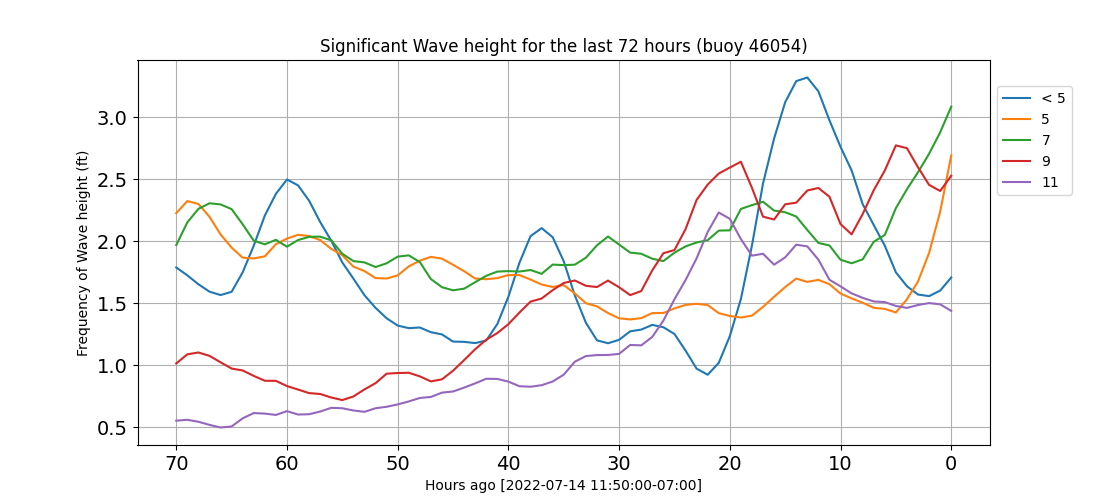 Significant Wave height for the last 72 hours (buoy 46054)
Frequency of Wave height (ft)
3.0
2.5
2.0
1.5
1.0
0.5
70 60 50 40 30 20 10 0
Hours ago [2022-07-14 11:50:00-07:00]
< 5
5
7
9
11